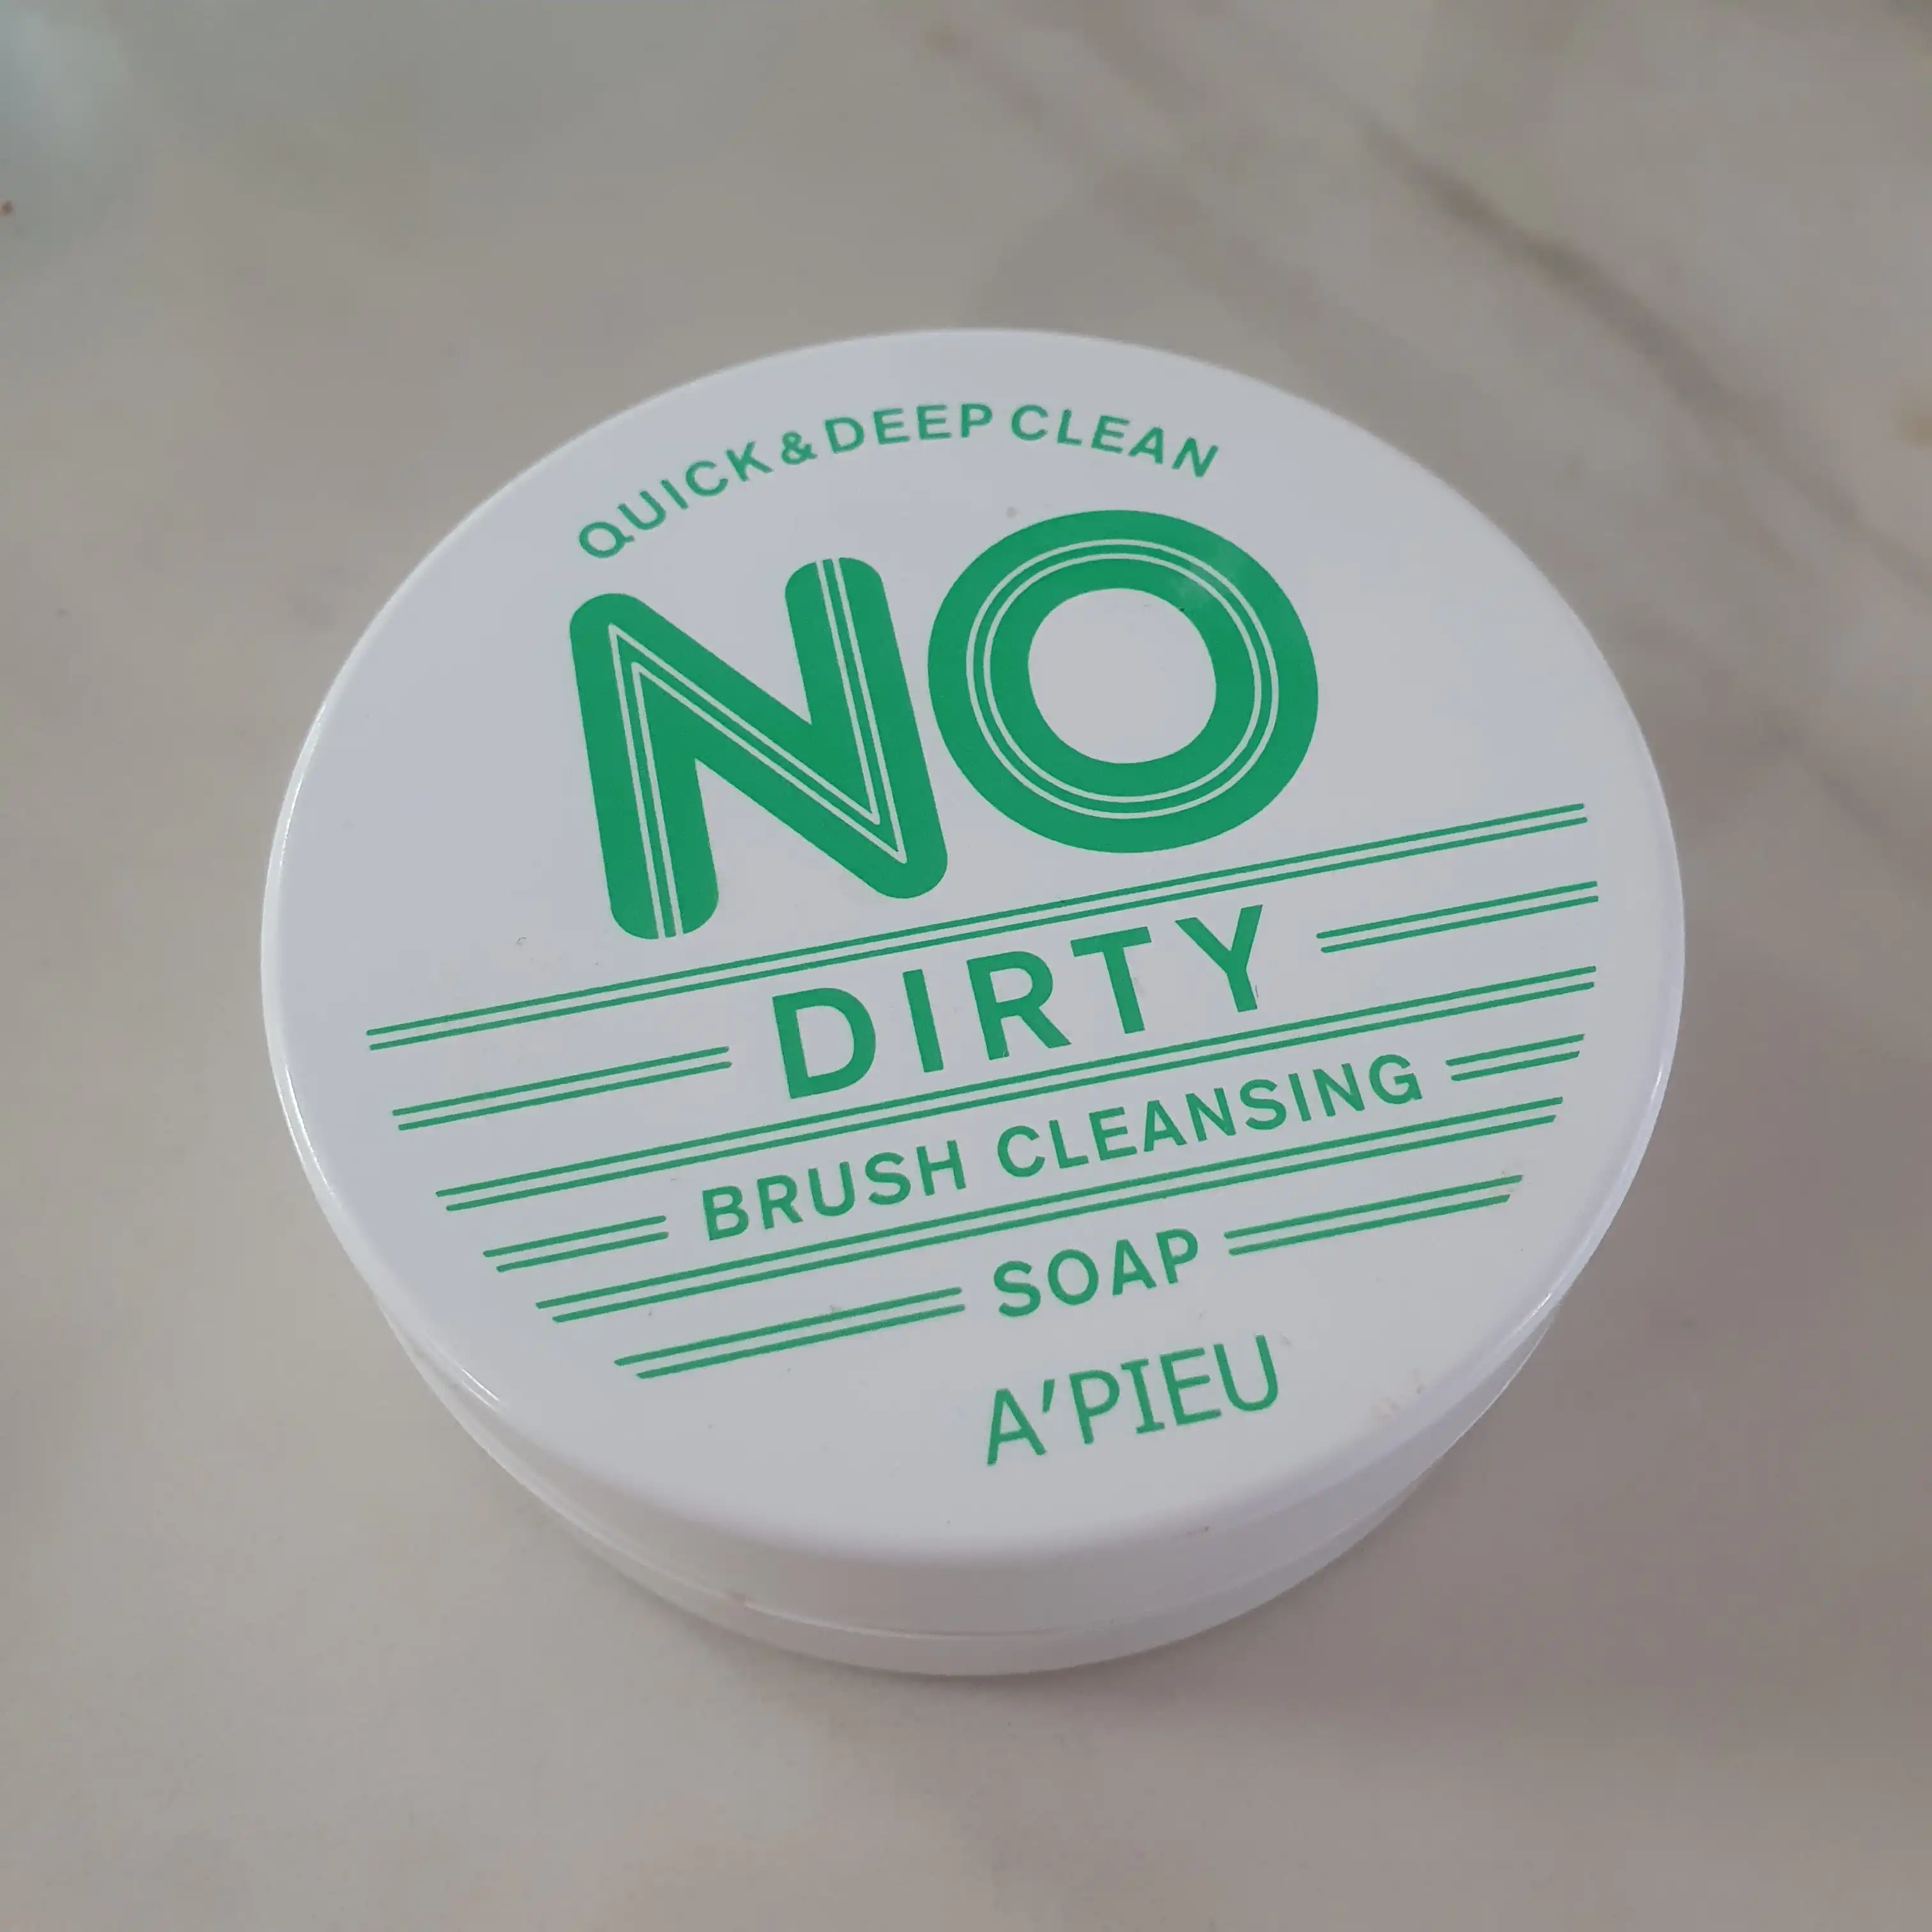 QUICK & DEEP CLEAN
NO
DIRTY
BRUSH CLEANSING
SOAP
A'PIEU